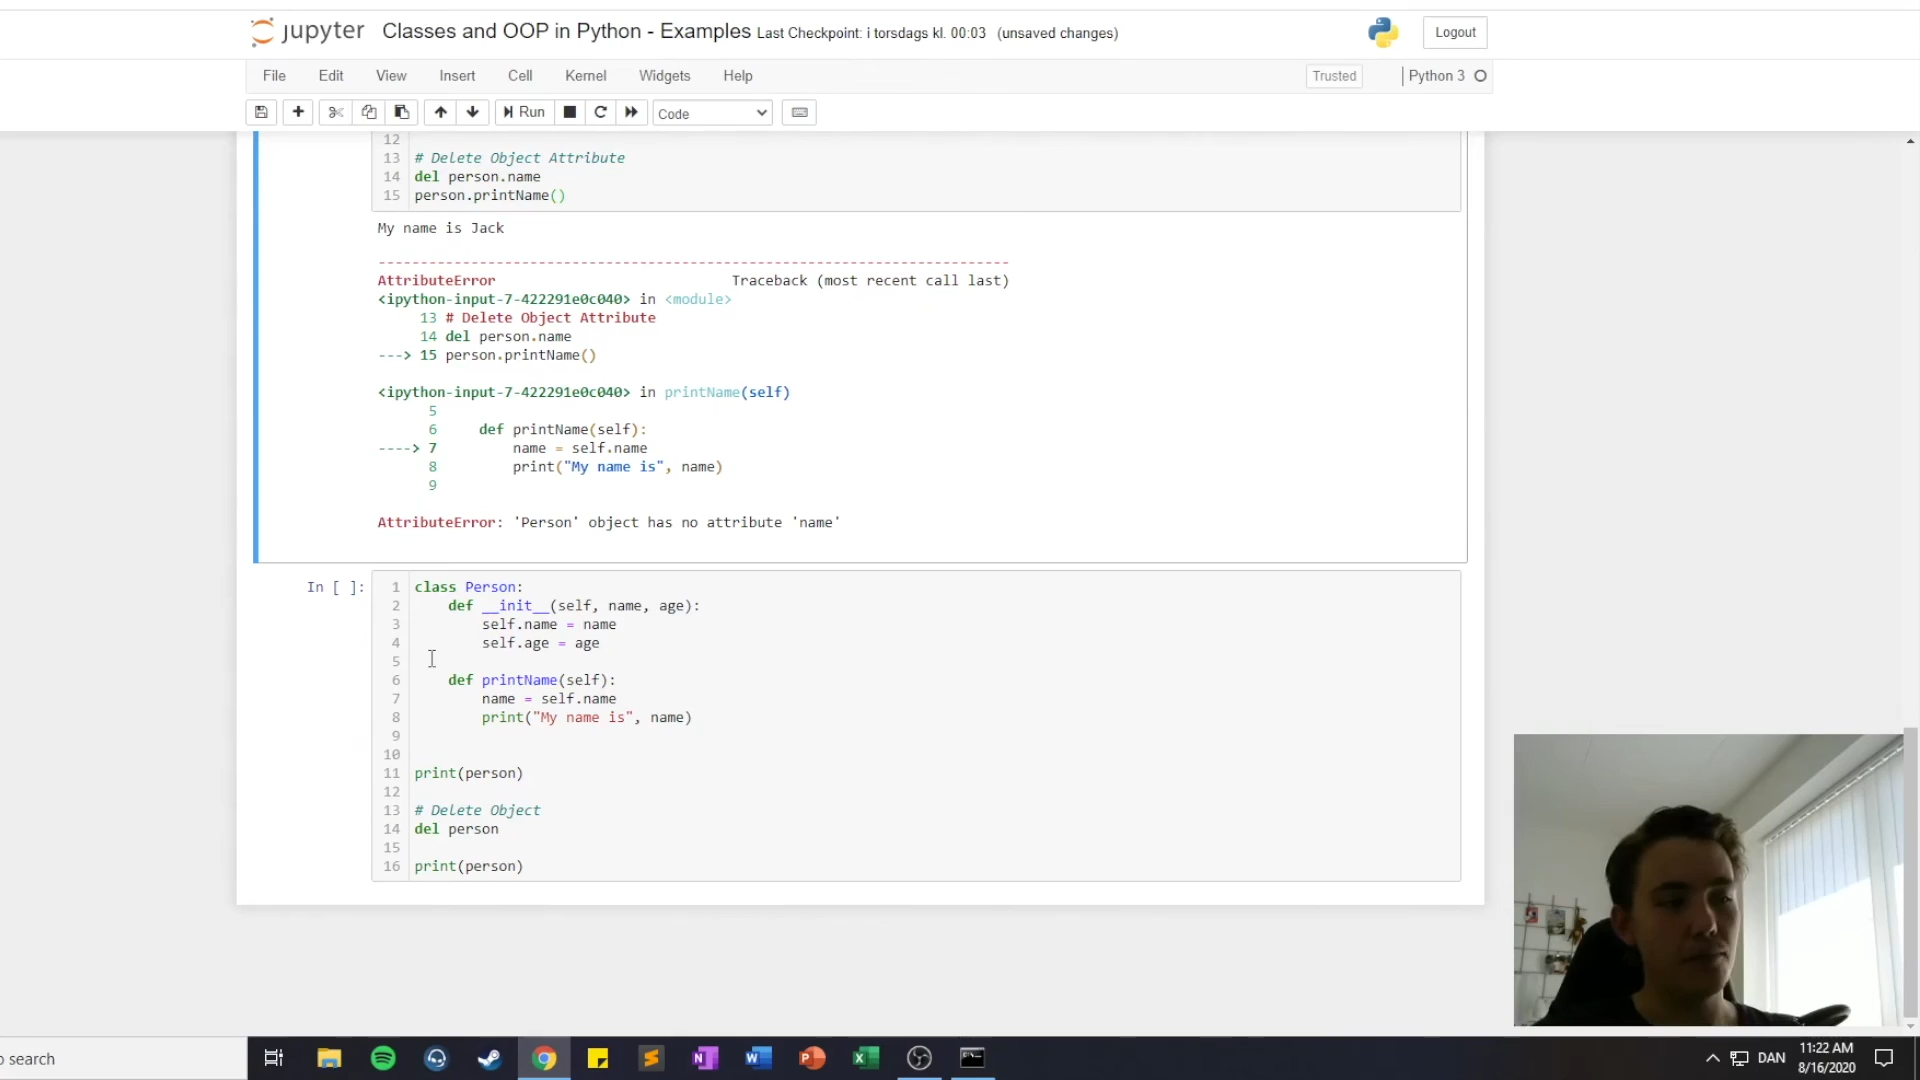 jupyter Classes and OOP in Python - Examples Last Checkpoint: i torsdags kl. 00:03 (unsaved changes) Logout
File Edit View Insert Cell Kernel Widgets Help Trusted Python 3
Run Code
12
13 # Delete Object Attribute
14 del person.name
15 person.printName()
My name is Jack
---------------------------------------------------------------------------
AttributeError Traceback (most recent call last)
<ipython-input-7-422291e0c040> in <module>
13 # Delete Object Attribute
14 del person.name
---> 15 person.printName()
<ipython-input-7-422291e0c040> in printName(self)
5
6 def printName(self):
----> 7 name = self.name
8 print("My name is", name)
9
AttributeError: 'Person' object has no attribute 'name'
In [ ]: 1 class Person:
2 def __init__(self, name, age):
3 self.name = name
4 self.age = age
5
6 def printName(self):
7 name = self.name
8 print("My name is", name)
9
10
11 print(person)
12
13 # Delete Object
14 del person
15
16 print(person)
o search
DAN 11:22 AM
8/16/2020